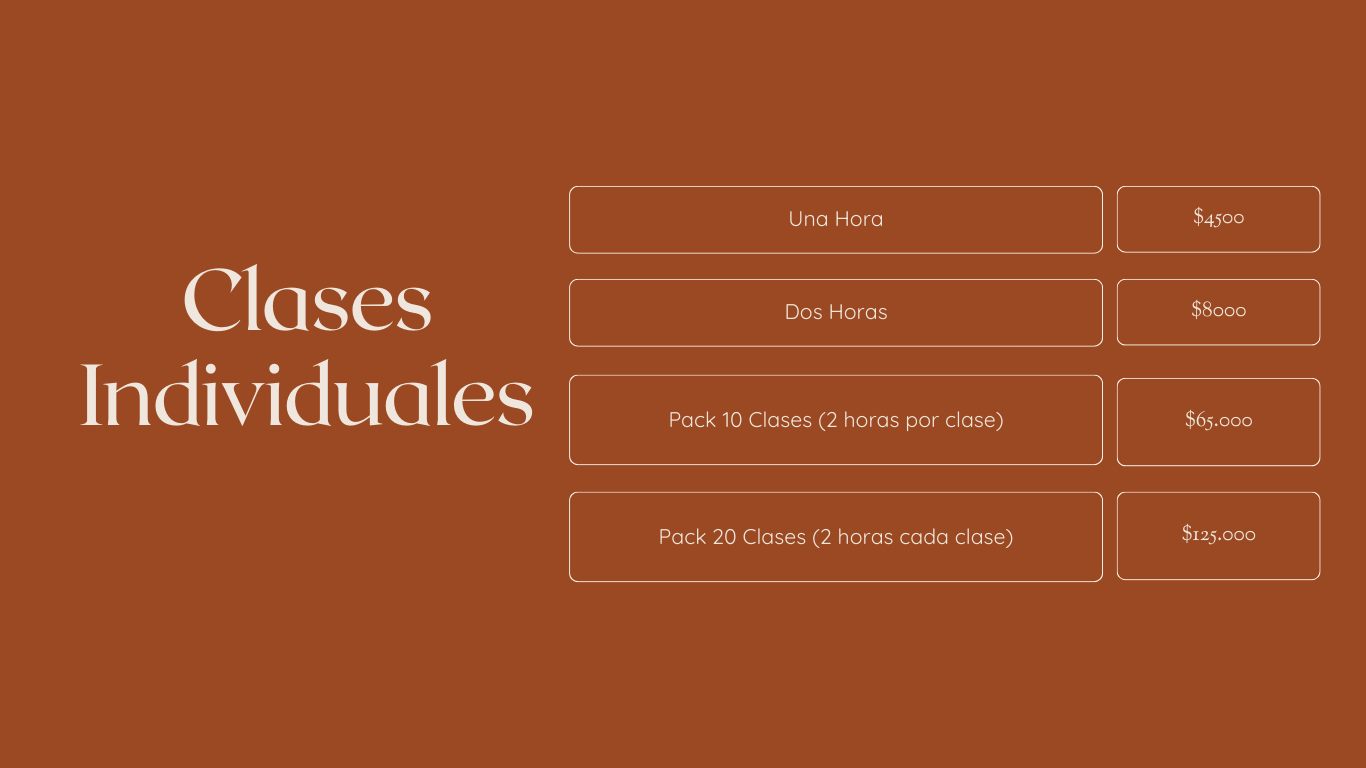 Clases
Individuales
Una Hora
$4500
Dos Horas
$8000
Pack 10 Clases (2 horas por clase)
$65.000
Pack 20 Clases (2 horas cada clase)
$125.000